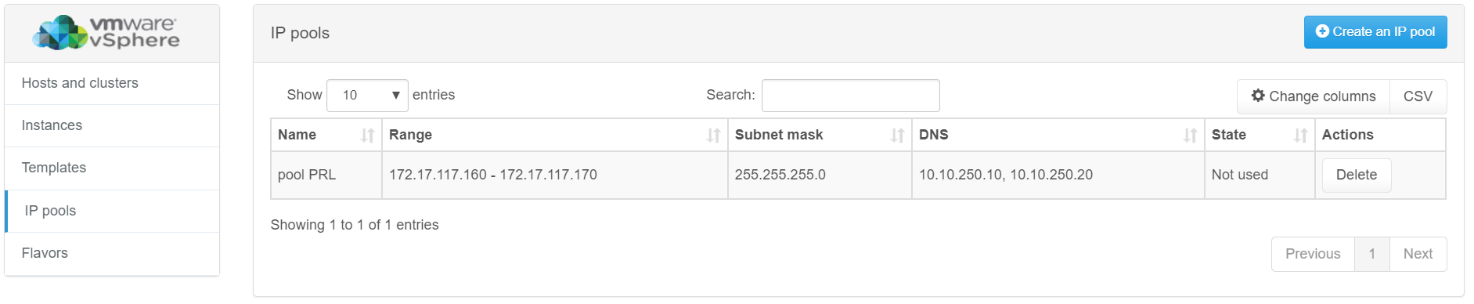 vmware
vSphere
Hosts and clusters
Instances
Templates
IP pools
Flavors
IP pools
Create an IP pool
Show 10 entries
Search:
Change columns CSV
Name Range Subnet mask DNS State Actions
pool PRL 172.17.117.160 - 172.17.117.170 255.255.255.0 10.10.250.10, 10.10.250.20 Not used Delete
Showing 1 to 1 of 1 entries
Previous 1 Next